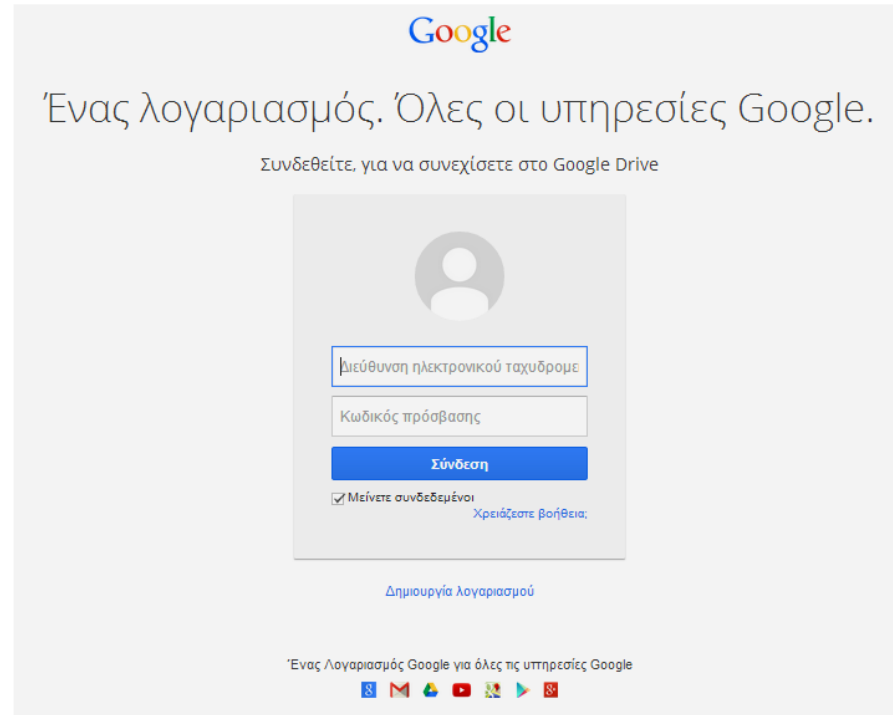 Google
Ένας λογαριασμός. Όλες οι υπηρεσίες Google.
Συνδεθείτε, για να συνεχίσετε στο Google Drive
Διεύθυνση ηλεκτρονικού ταχυδρομε
Κωδικός πρόσβασης
Σύνδεση
Μείνετε συνδεδεμένοι
Χρειάζεστε βοήθεια;
Δημιουργία λογαριασμού
Ένας Λογαριασμός Google για όλες τις υπηρεσίες Google